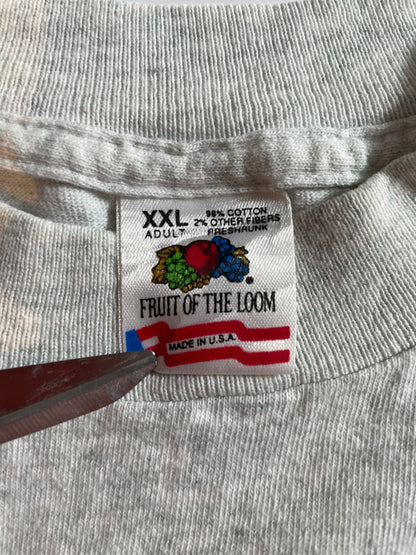 XXL 98% COTTON
ADULT 2% OTHER FIBERS
PRESHRUNK
®
FRUIT OF THE LOOM
MADE IN U.S.A.